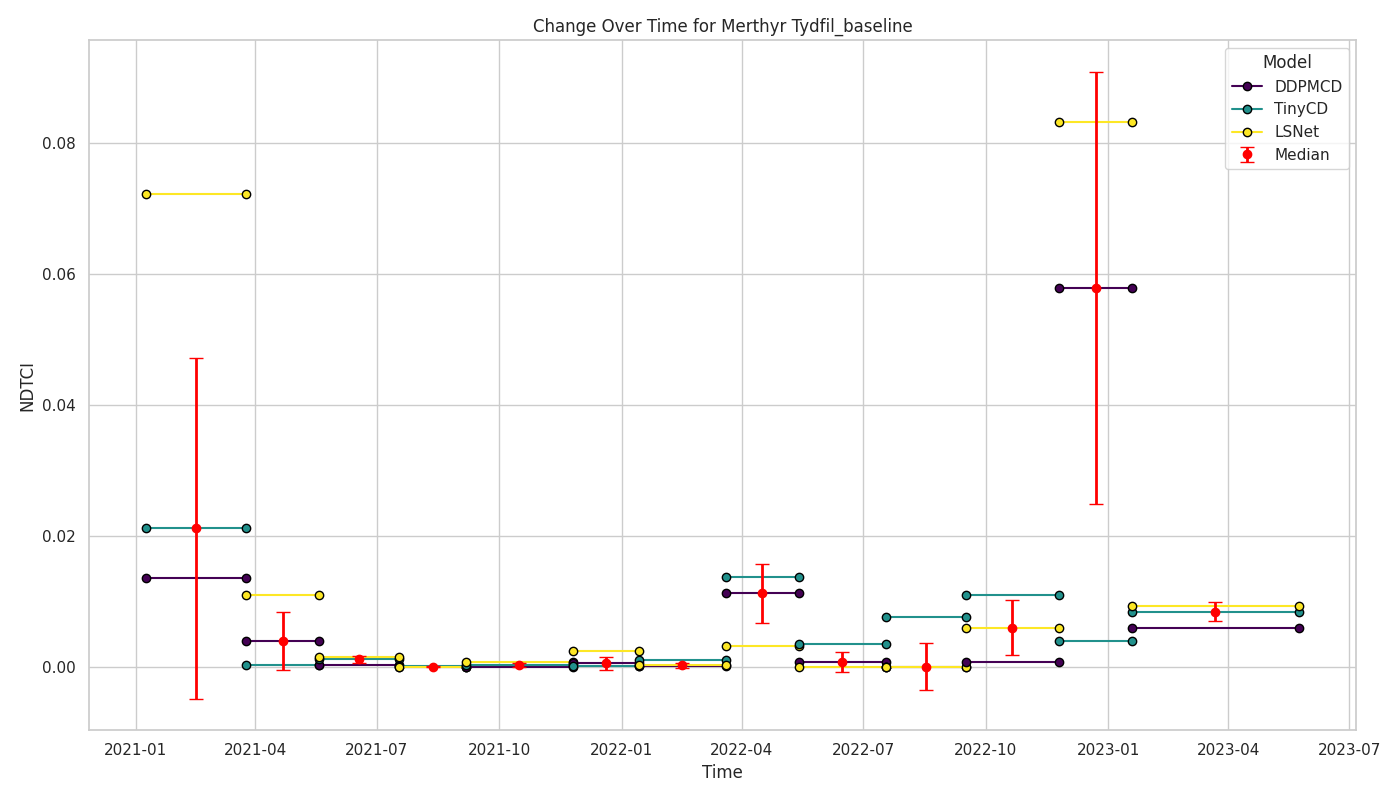 Change Over Time for Merthyr Tydfil_baseline
Model
DDPMCD
TinyCD
LSNet
Median
NDTCI
0.08
0.06
0.04
0.02
0.00
2021-01 2021-04 2021-07 2021-10 2022-01 2022-04 2022-07 2022-10 2023-01 2023-04 2023-07
Time